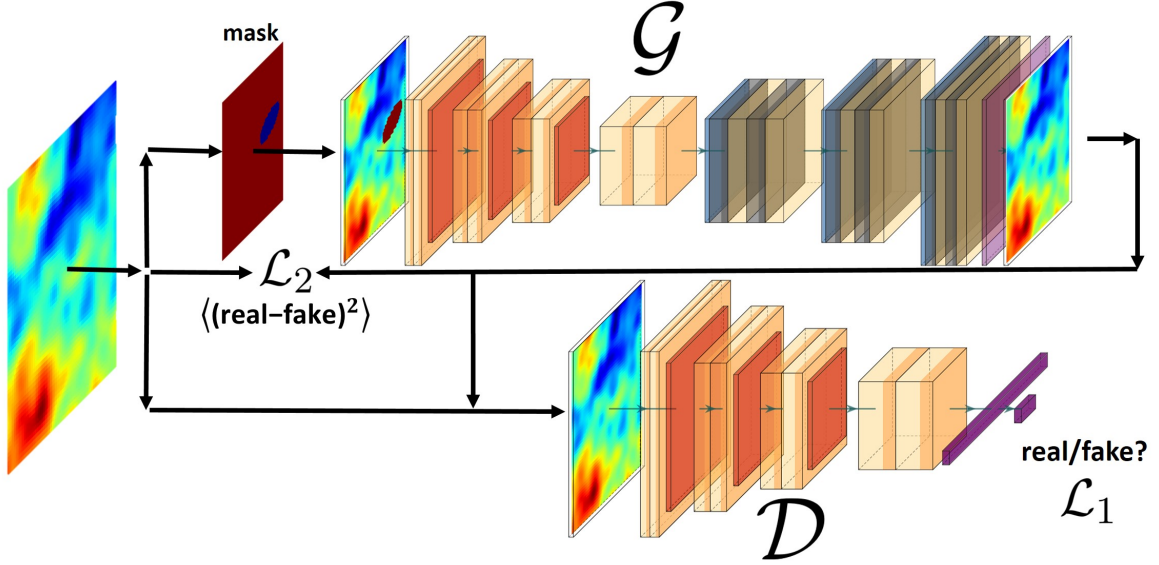 mask
𝒢
ℒ₂
⟨(real−fake)²⟩
real/fake?
ℒ₁
𝒟